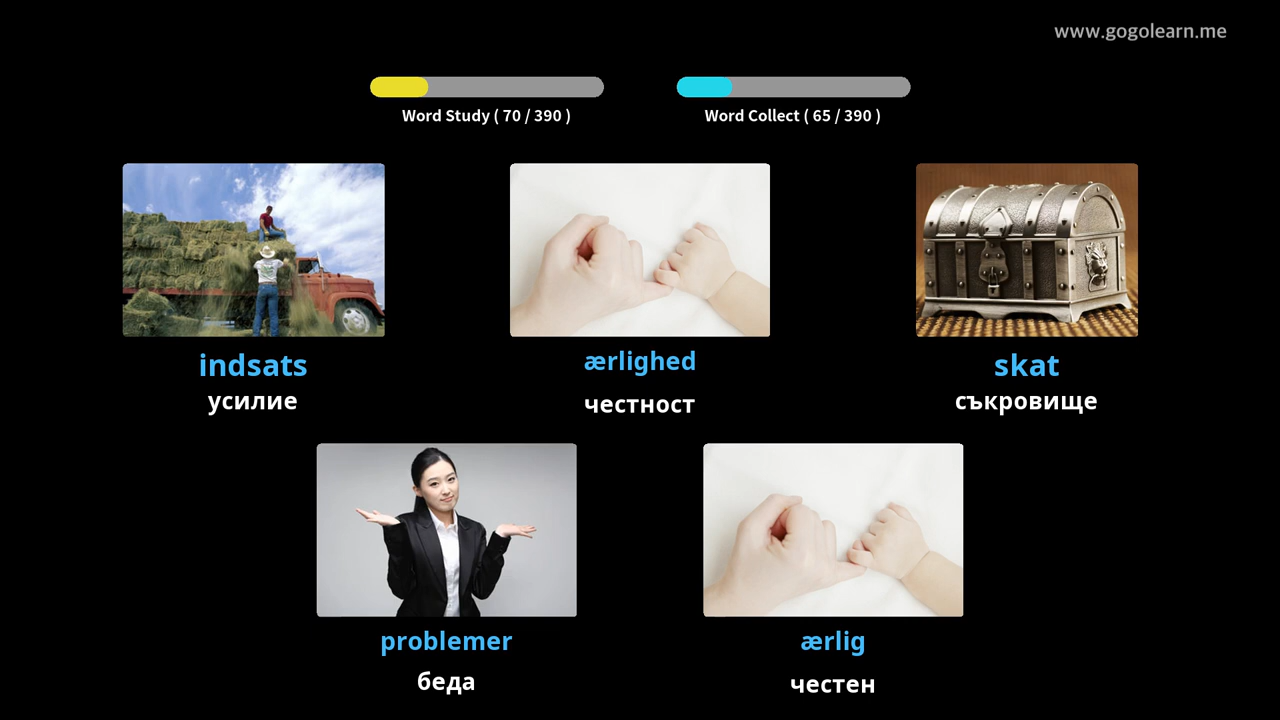 www.gogolearn.me
Word Study ( 70 / 390 )
Word Collect ( 65 / 390 )
indsats
усилие
ærlighed
честност
skat
съкровище
problemer
беда
ærlig
честен